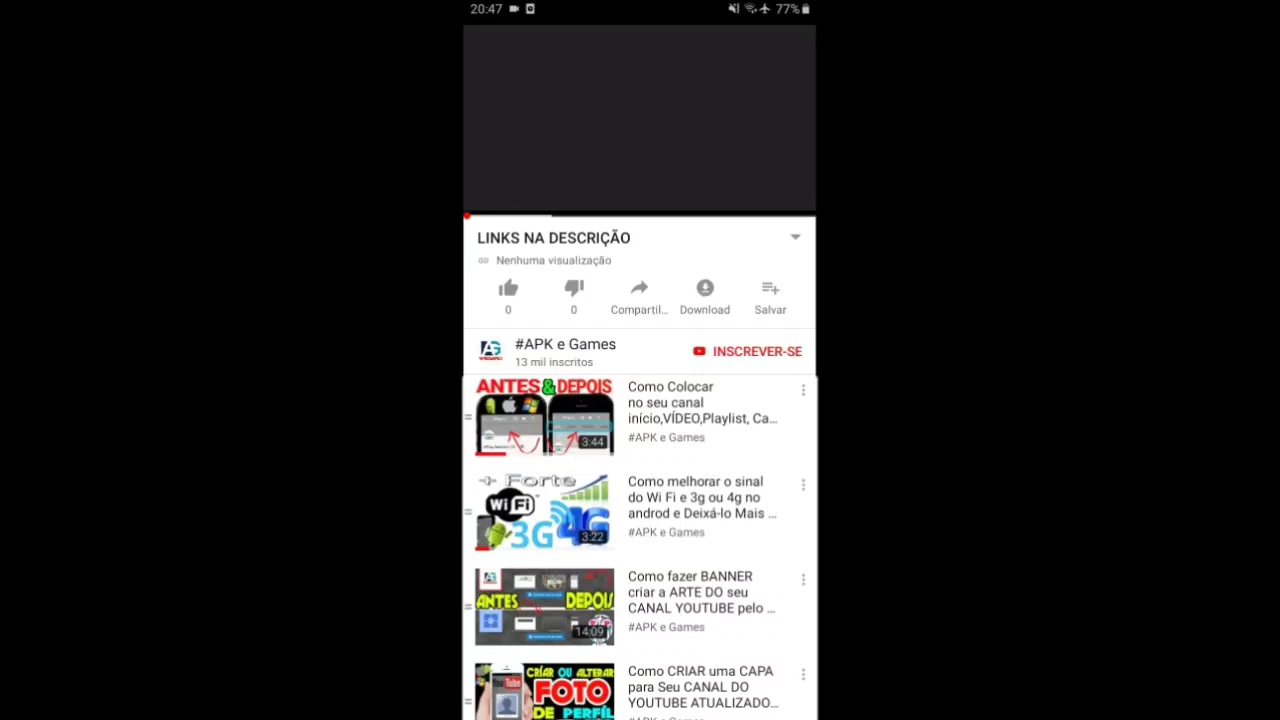 20:47
77%
LINKS NA DESCRIÇÃO
Nenhuma visualização
0
0
Compartil...
Download
Salvar
#APK e Games
13 mil inscritos
INSCREVER-SE
ANTES & DEPOIS
3:44
Como Colocar
no seu canal
início,VÍDEO,Playlist, Ca...
#APK e Games
+ Forte
Wi Fi
3G
4G
3:22
Como melhorar o sinal
do Wi Fi e 3g ou 4g no
androd e Deixá-lo Mais ...
#APK e Games
ANTES
DEPOIS
14:09
Como fazer BANNER
criar a ARTE DO seu
CANAL YOUTUBE pelo ...
#APK e Games
CRIAR OU ALTERAR
FOTO
DE PERFIL
Tube
Como CRIAR uma CAPA
para Seu CANAL DO
YOUTUBE ATUALIZADO...
#APK e Games